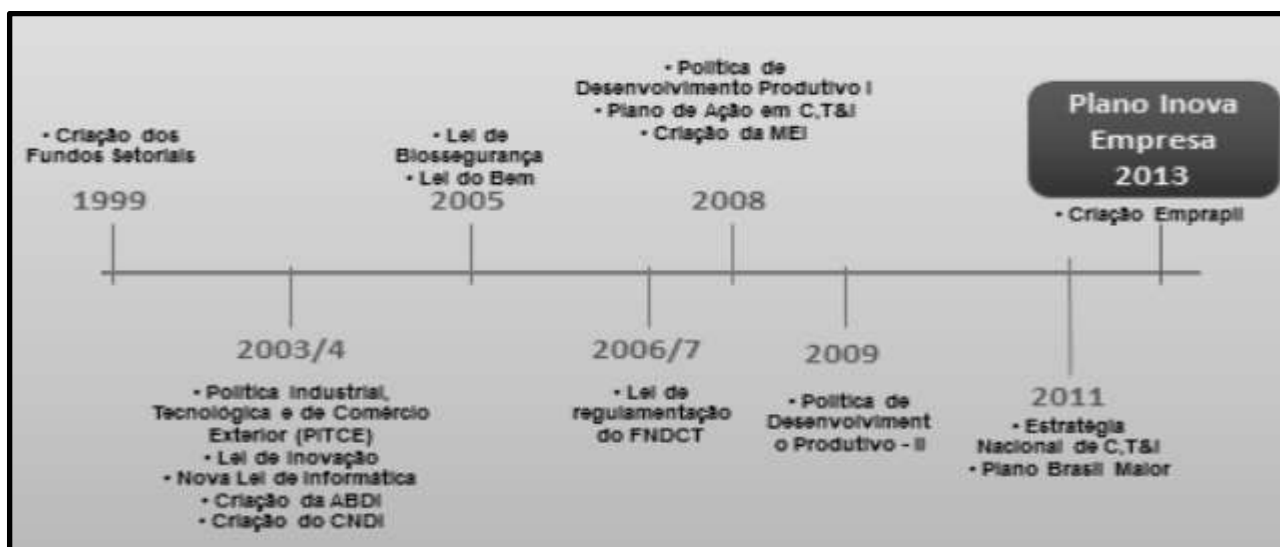 • Criação dos
Fundos Setoriais
1999
2003/4
• Política Industrial,
Tecnológica e de Comércio
Exterior (PITCE)
• Lei de Inovação
• Nova Lei de Informática
• Criação da ABDI
• Criação do CNDI
• Lei de
Biossegurança
• Lei do Bem
2005
2006/7
• Lei de
regulamentação
do FNDCT
• Política de
Desenvolvimento Produtivo I
• Plano de Ação em C,T&I
• Criação da MEI
2008
2009
• Política de
Desenvolviment
o Produtivo - II
2011
• Estratégia
Nacional de C,T&I
• Plano Brasil Maior
Plano Inova
Empresa
2013
• Criação Emprapii